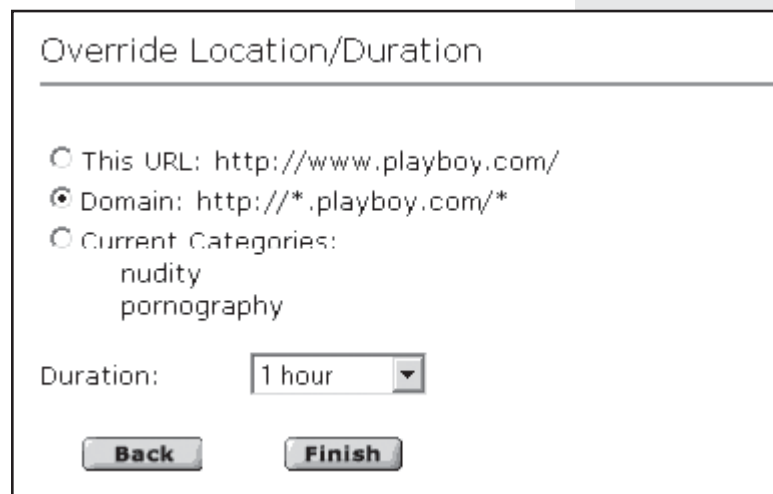 Override Location/Duration
This URL: http://www.playboy.com/
Domain: http://*.playboy.com/*
Current Categories:
nudity
pornography
Duration: 1 hour
Back Finish